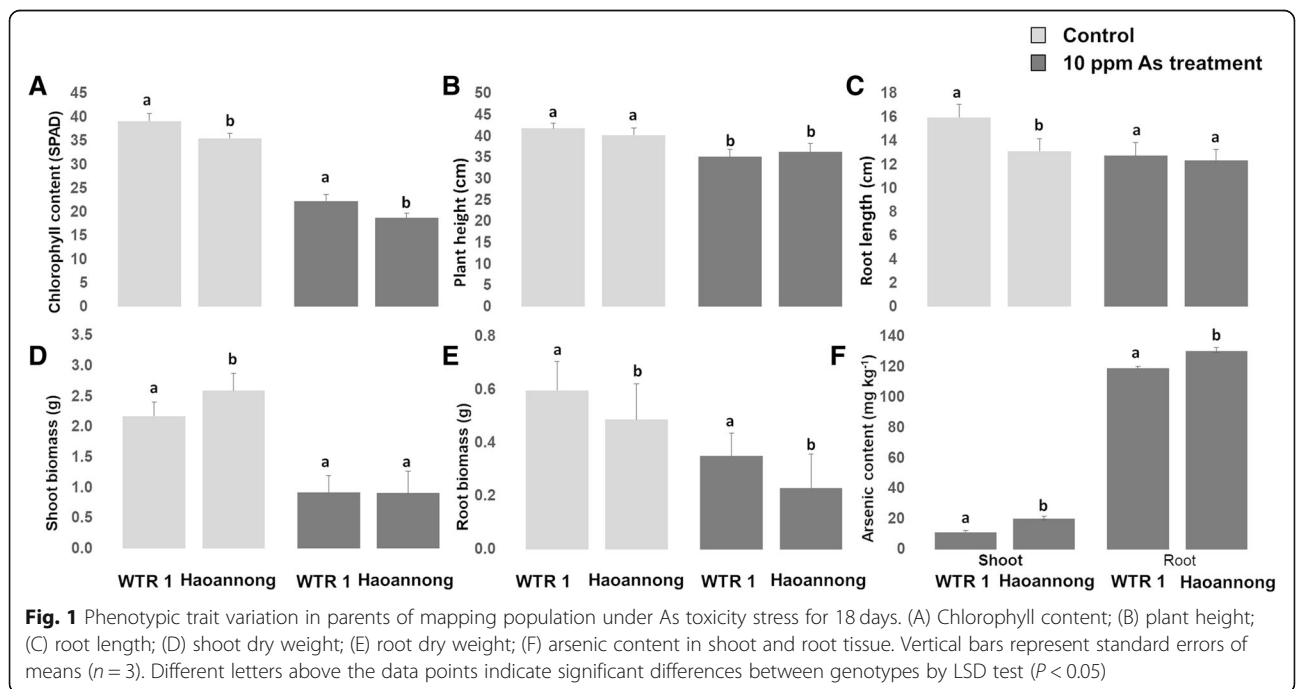 Control
10 ppm As treatment
A
Chlorophyll content (SPAD)
45
40
35
30
25
20
15
10
5
0
a
b
a
b
B
Plant height (cm)
50
45
40
35
30
25
20
15
10
5
0
a
a
b
b
C
Root length (cm)
18
16
14
12
10
8
6
4
2
0
a
b
a
a
D
Shoot biomass (g)
3.5
3.0
2.5
2.0
1.5
1.0
0.5
0.0
a
b
a
a
WTR 1 Haoannong WTR 1 Haoannong
E
Root biomass (g)
0.8
0.6
0.4
0.2
0.0
a
b
a
b
WTR 1 Haoannong WTR 1 Haoannong
F
Arsenic content (mg kg⁻¹)
140
120
100
80
60
40
20
0
a
b
a
b
Shoot Root
WTR 1 Haoannong WTR 1 Haoannong
Fig. 1 Phenotypic trait variation in parents of mapping population under As toxicity stress for 18 days. (A) Chlorophyll content; (B) plant height;
(C) root length; (D) shoot dry weight; (E) root dry weight; (F) arsenic content in shoot and root tissue. Vertical bars represent standard errors of
means (n = 3). Different letters above the data points indicate significant differences between genotypes by LSD test (P < 0.05)